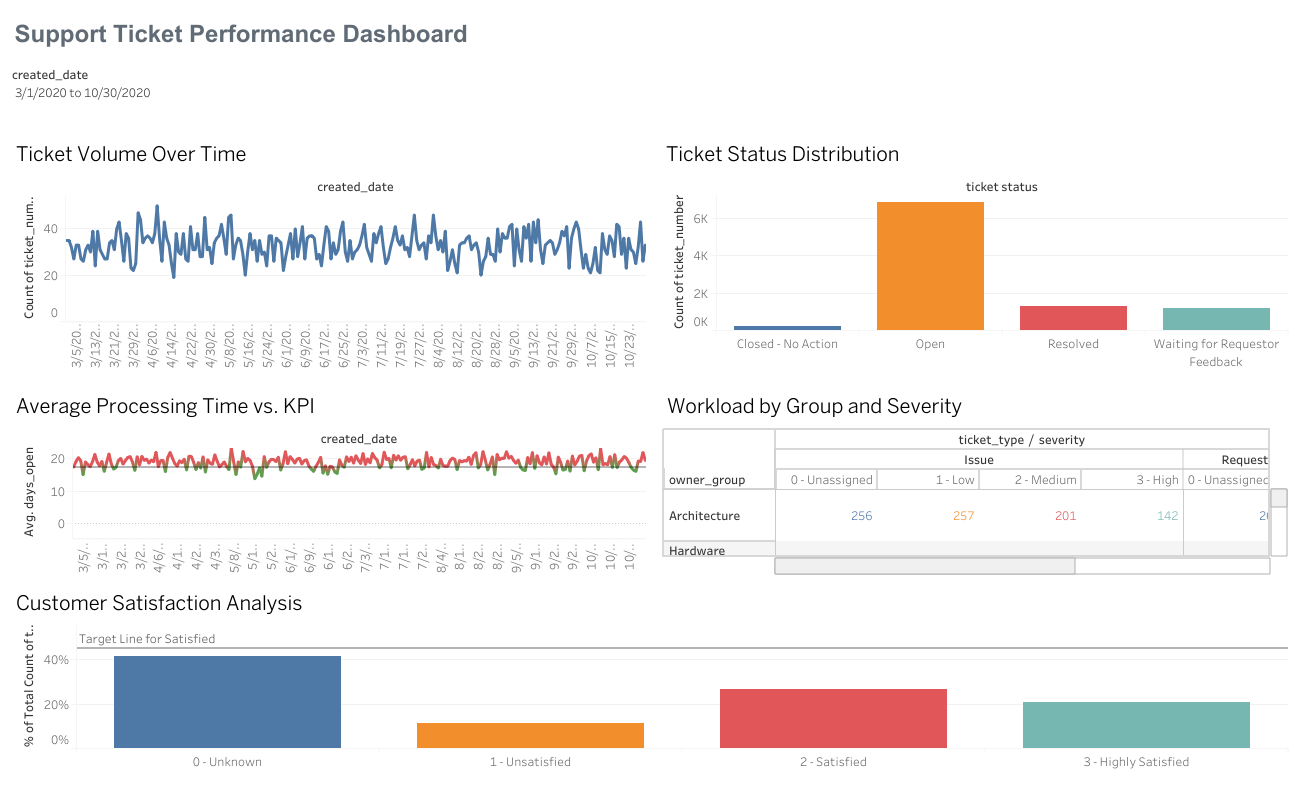 Support Ticket Performance Dashboard
created_date
3/1/2020 to 10/30/2020
Ticket Volume Over Time
created_date
Count of ticket_num..
40
20
0
3/5/20..
3/13/2..
3/21/2..
3/29/2..
4/6/20..
4/14/2..
4/22/2..
4/30/2..
5/8/20..
5/16/2..
5/24/2..
6/1/20..
6/9/20..
6/17/2..
6/25/2..
7/3/20..
7/11/2..
7/19/2..
7/27/2..
8/4/20..
8/12/2..
8/20/2..
8/28/2..
9/5/20..
9/13/2..
9/21/2..
9/29/2..
10/7/2..
10/15/..
10/23/..
Ticket Status Distribution
ticket status
Count of ticket_number
6K
4K
2K
0K
Closed - No Action
Open
Resolved
Waiting for Requestor
Feedback
Average Processing Time vs. KPI
created_date
Avg. days_open
20
10
0
3/5/..
3/1..
3/2..
3/2..
4/6/..
4/1..
4/2..
4/3..
5/8/..
5/1..
5/2..
6/1/..
6/9/..
6/1..
6/2..
7/3/..
7/1..
7/1..
7/2..
8/4/..
8/1..
8/2..
8/2..
9/5/..
9/1..
9/2..
9/2..
10/..
10/..
10/..
Workload by Group and Severity
ticket_type / severity
Issue
Request
owner_group
0 - Unassigned
1 - Low
2 - Medium
3 - High
0 - Unassigned
Architecture
256
257
201
142
Hardware
Customer Satisfaction Analysis
% of Total Count of t..
Target Line for Satisfied
40%
20%
0%
0 - Unknown
1 - Unsatisfied
2 - Satisfied
3 - Highly Satisfied